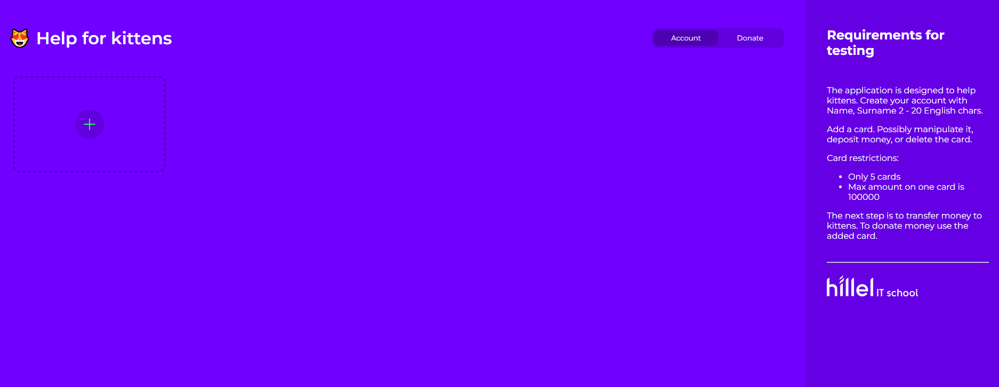 Help for kittens
Account
Donate
Requirements for
testing
The application is designed to help
kittens. Create your account with
Name, Surname 2 - 20 English chars.
Add a card. Possibly manipulate it,
deposit money, or delete the card.
Card restrictions:
• Only 5 cards
• Max amount on one card is
100000
The next step is to transfer money to
kittens. To donate money use the
added card.
hillel IT school